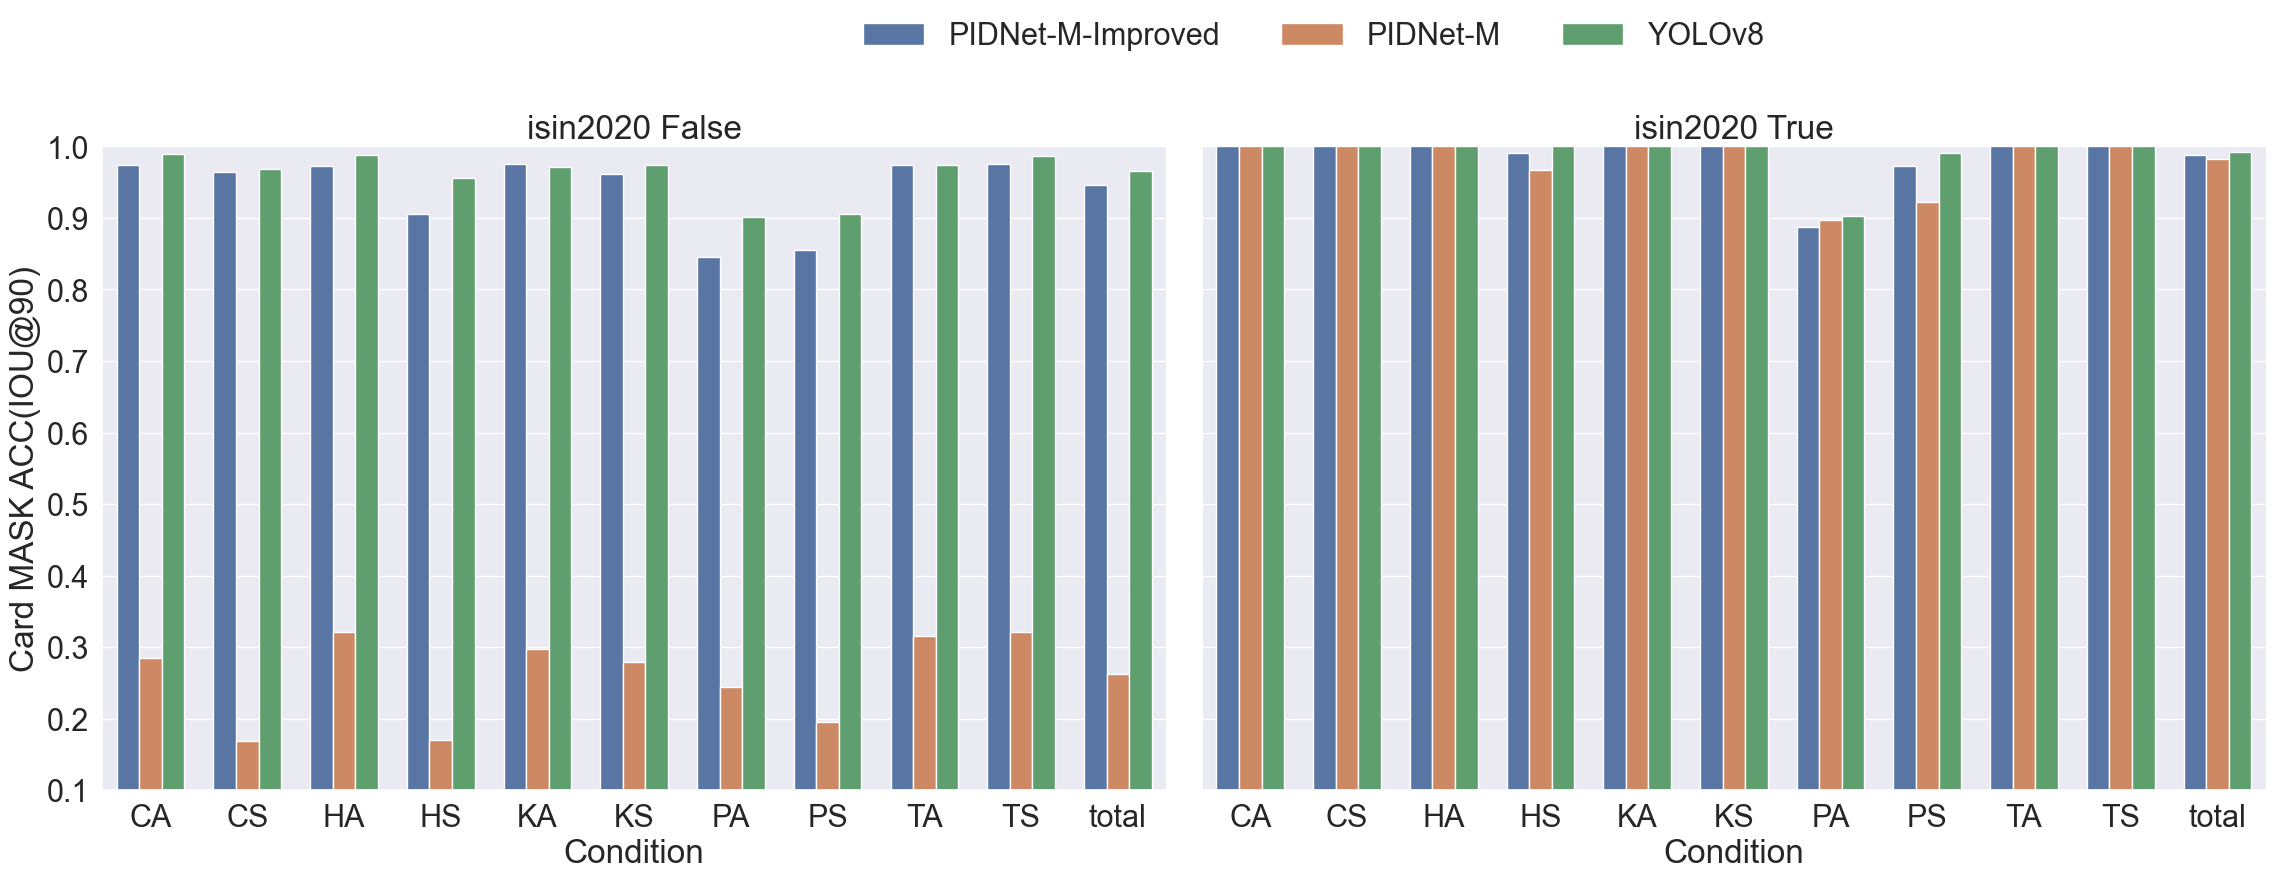 PIDNet-M-Improved PIDNet-M YOLOv8
isin2020 False
isin2020 True
Card MASK ACC(IOU@90)
1.0
0.9
0.8
0.7
0.6
0.5
0.4
0.3
0.2
0.1
CA CS HA HS KA KS PA PS TA TS total
Condition
CA CS HA HS KA KS PA PS TA TS total
Condition